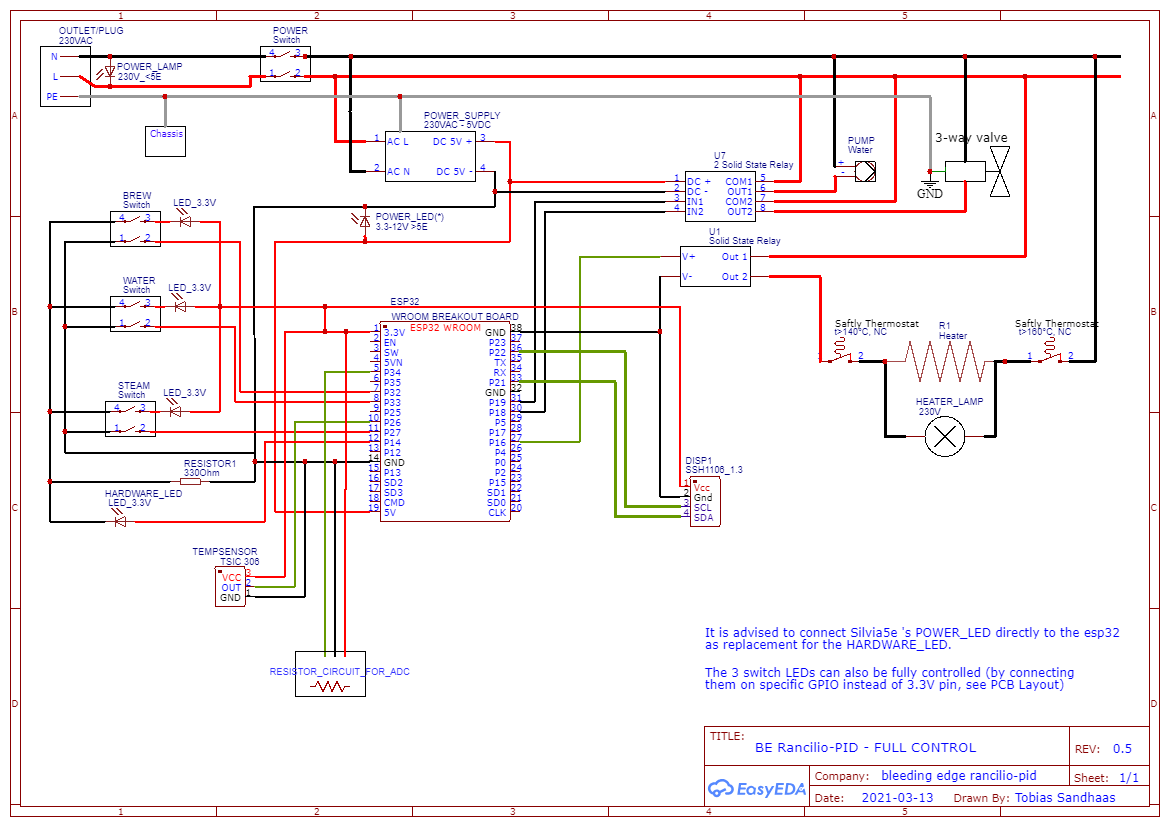 1 2 3 4 5
OUTLET/PLUG
230VAC
N
L
PE
POWER_LAMP
230V_<5E
POWER
Switch
4 3
1 2
Chassis
A A
POWER_SUPPLY
230VAC - 5VDC
1 AC L DC 5V + 3
2 AC N DC 5V - 4
U7
2 Solid State Relay
1 DC + COM1 5
2 DC - OUT1 6
3 IN1 COM2 7
4 IN2 OUT2 8
PUMP
Water
+
-
3-way valve
GND
BREW
Switch
4 3
1 2
LED_3.3V
POWER_LED(*)
3.3-12V >5E
U1
Solid State Relay
V+ Out 1
V- Out 2
WATER
Switch
4 3
1 2
LED_3.3V
B B
STEAM
Switch
4 3
1 2
LED_3.3V
ESP32
WROOM BREAKOUT BOARD
ESP32 WROOM
1 3.3V GND 38
2 EN P23 37
3 SW P22 36
4 5VN TX 35
5 P34 RX 34
6 P35 P21 33
7 P32 GND 32
8 P33 P19 31
9 P25 P18 30
10 P26 P5 29
11 P27 P17 28
12 P14 P16 27
13 P12 P4 26
14 GND P0 25
15 P13 P2 24
16 SD2 P15 23
17 SD3 SD1 22
18 CMD SD0 21
19 5V CLK 20
Saftly Thermostat
t>140°C, NC
1 2
R1
Heater
Saftly Thermostat
t>160°C, NC
1 2
HEATER_LAMP
230V
RESISTOR1
330Ohm
HARDWARE_LED
LED_3.3V
DISP1
SSH1106_1.3
1 Vcc
2 Gnd
3 SCL
4 SDA
C C
TEMPSENSOR
TSIC 306
VCC 3
OUT 2
GND 1
RESISTOR_CIRCUIT_FOR_ADC
It is advised to connect Silvia5e 's POWER_LED directly to the esp32
as replacement for the HARDWARE_LED.
The 3 switch LEDs can also be fully controlled (by connecting
them on specific GPIO instead of 3.3V pin, see PCB Layout)
D D
TITLE:
BE Rancilio-PID - FULL CONTROL
REV: 0.5
EasyEDA
Company: bleeding edge rancilio-pid
Sheet: 1/1
Date: 2021-03-13 Drawn By: Tobias Sandhaas
1 2 3 4 5